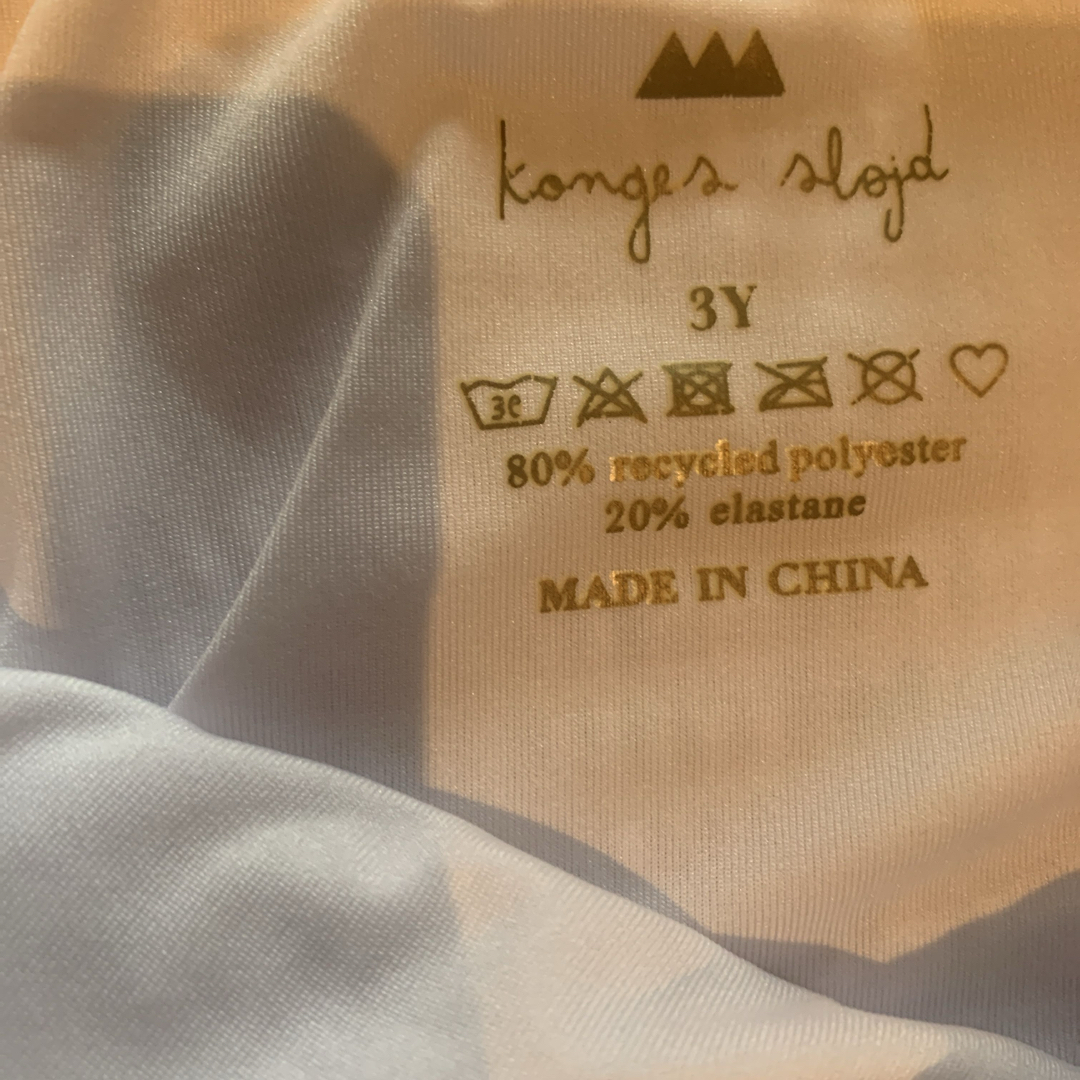 konges sløjd
3Y
30
80% recycled polyester
20% elastane
MADE IN CHINA